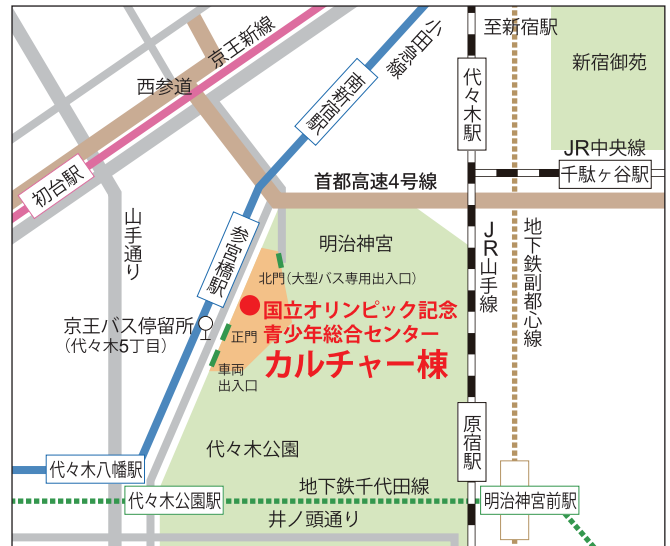 至新宿駅
小田急線
京王新線
新宿御苑
西参道
南新宿駅
代々木駅
JR中央線
千駄ヶ谷駅
初台駅
首都高速4号線
山手通り
参宮橋駅
明治神宮
JR山手線
地下鉄副都心線
北門(大型バス専用出入口)
国立オリンピック記念
青少年総合センター
カルチャー棟
京王バス停留所
(代々木5丁目)
正門
車両
出入口
原宿駅
代々木公園
代々木八幡駅
代々木公園駅
地下鉄千代田線
明治神宮前駅
井ノ頭通り